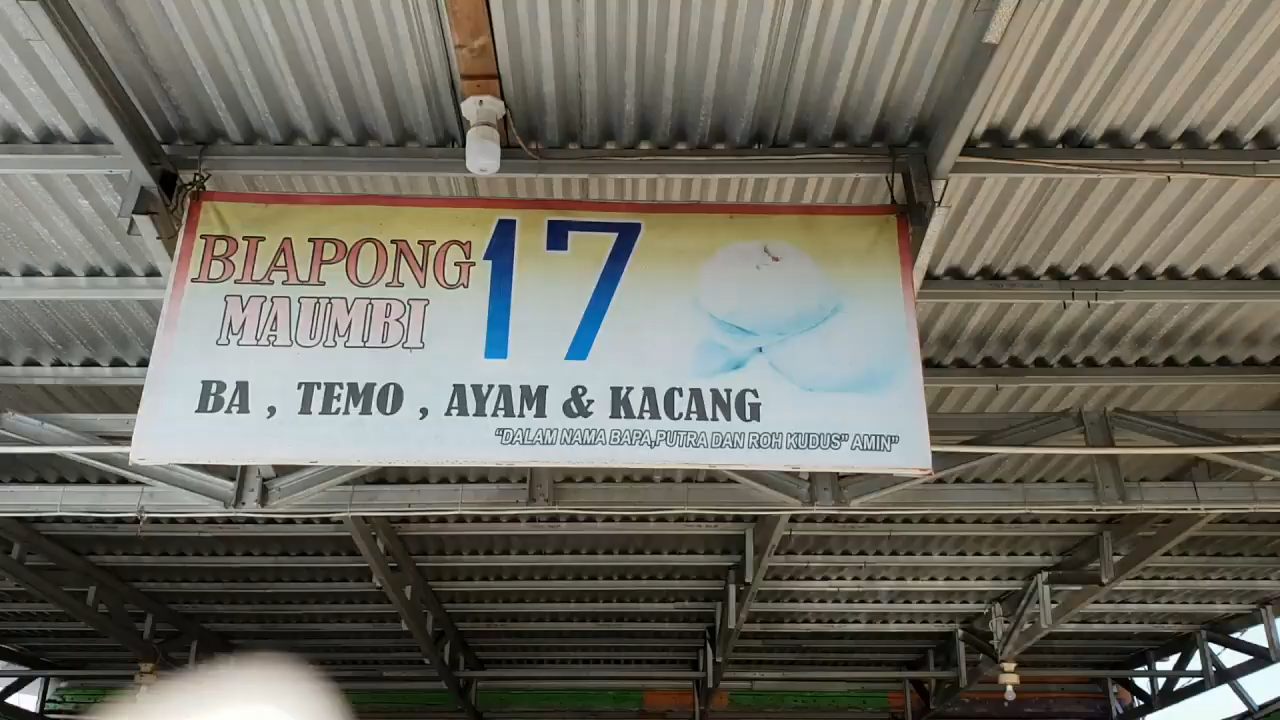 BIAPONG 17
MAUMBI
BA , TEMO , AYAM & KACANG
"DALAM NAMA BAPA,PUTRA DAN ROH KUDUS" AMIN"